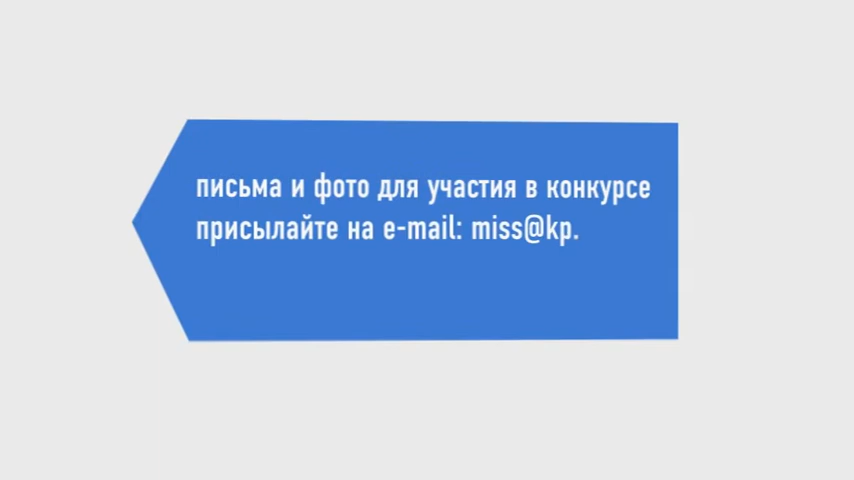 письма и фото для участия в конкурсе
присылайте на e-mail: miss@kp.